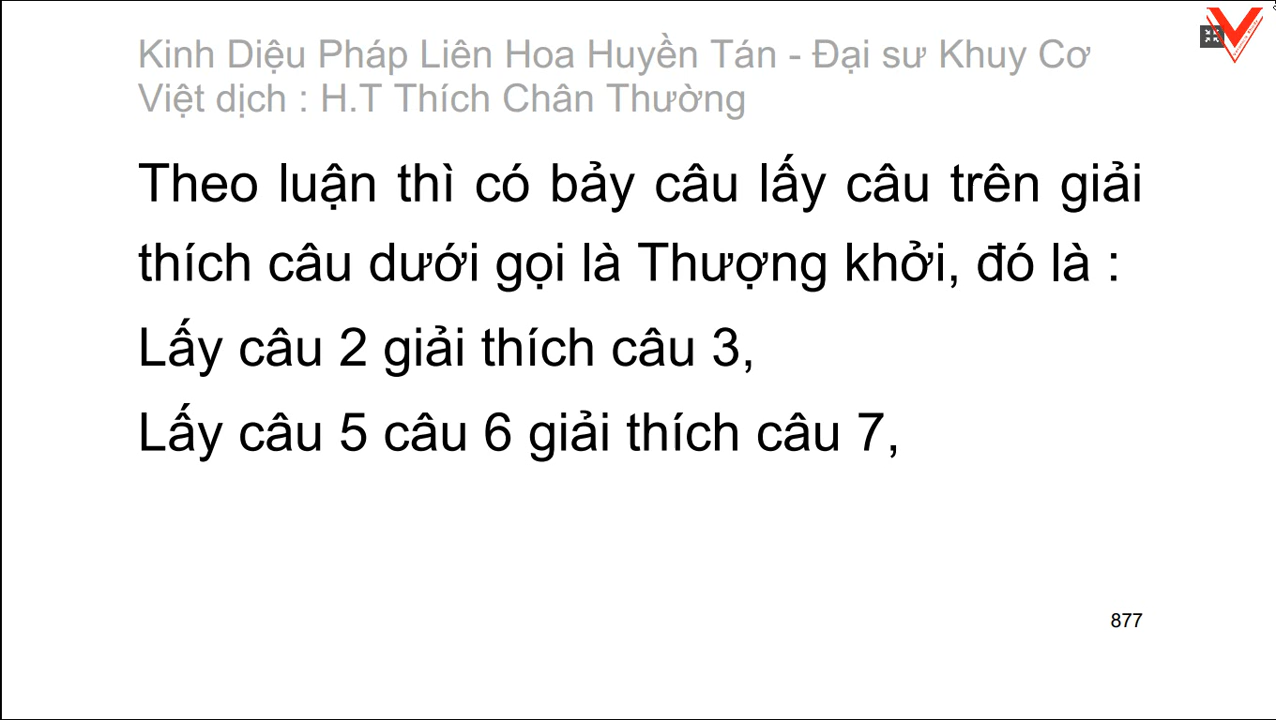 Kinh Diệu Pháp Liên Hoa Huyền Tán - Đại sư Khuy Cơ
Việt dịch : H.T Thích Chân Thường
Theo luận thì có bảy câu lấy câu trên giải
thích câu dưới gọi là Thượng khởi, đó là :
Lấy câu 2 giải thích câu 3,
Lấy câu 5 câu 6 giải thích câu 7,
877